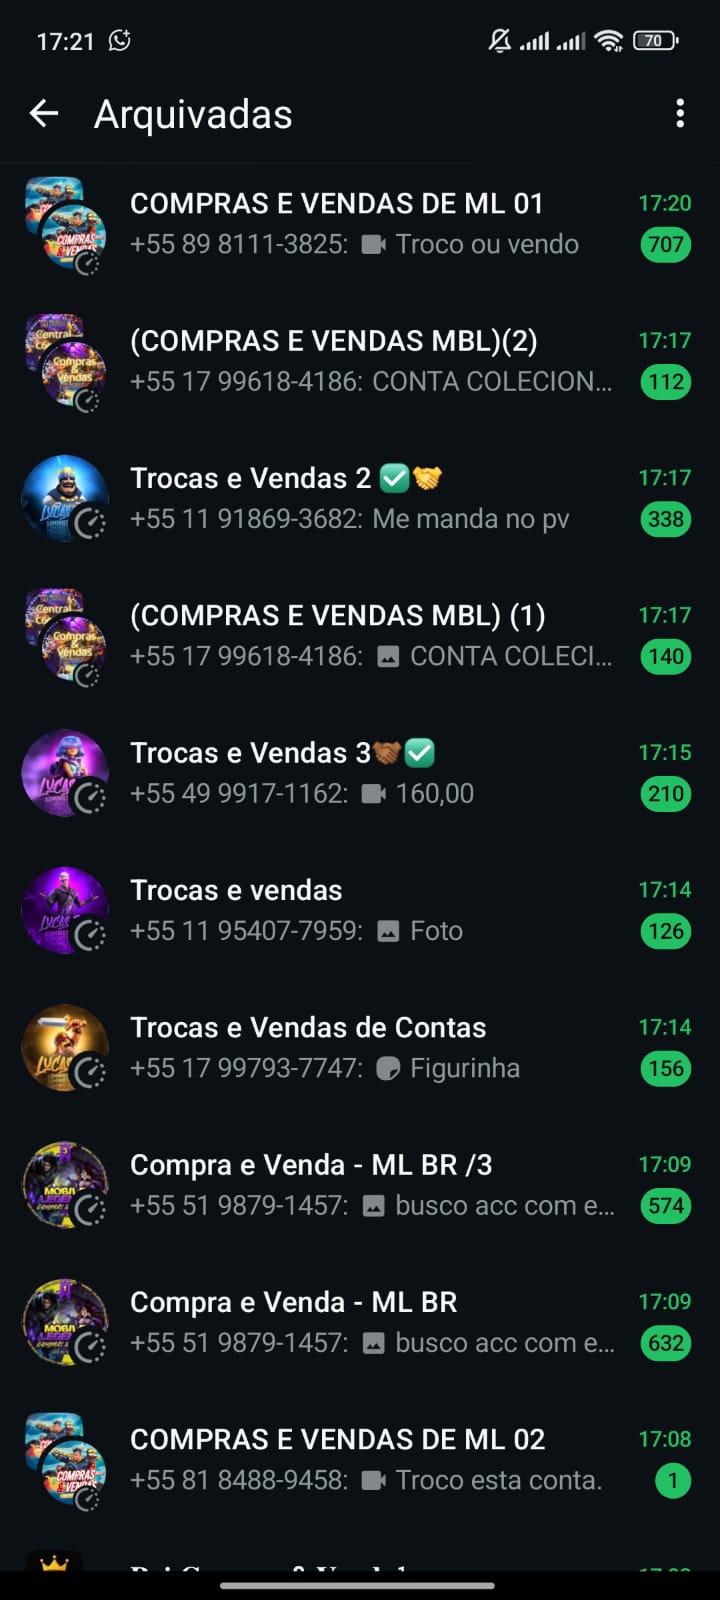 17:21
70
Arquivadas
COMPRAS E VENDAS DE ML 01 17:20
+55 89 8111-3825: Troco ou vendo 707
(COMPRAS E VENDAS MBL)(2) 17:17
+55 17 99618-4186: CONTA COLECION... 112
Trocas e Vendas 2 ✅🤝 17:17
+55 11 91869-3682: Me manda no pv 338
(COMPRAS E VENDAS MBL) (1) 17:17
+55 17 99618-4186: CONTA COLECI... 140
Trocas e Vendas 3🤝🏾✅ 17:15
+55 49 9917-1162: 160,00 210
Trocas e vendas 17:14
+55 11 95407-7959: Foto 126
Trocas e Vendas de Contas 17:14
+55 17 99793-7747: Figurinha 156
Compra e Venda - ML BR /3 17:09
+55 51 9879-1457: busco acc com e... 574
Compra e Venda - ML BR 17:09
+55 51 9879-1457: busco acc com e... 632
COMPRAS E VENDAS DE ML 02 17:08
+55 81 8488-9458: Troco esta conta. 1